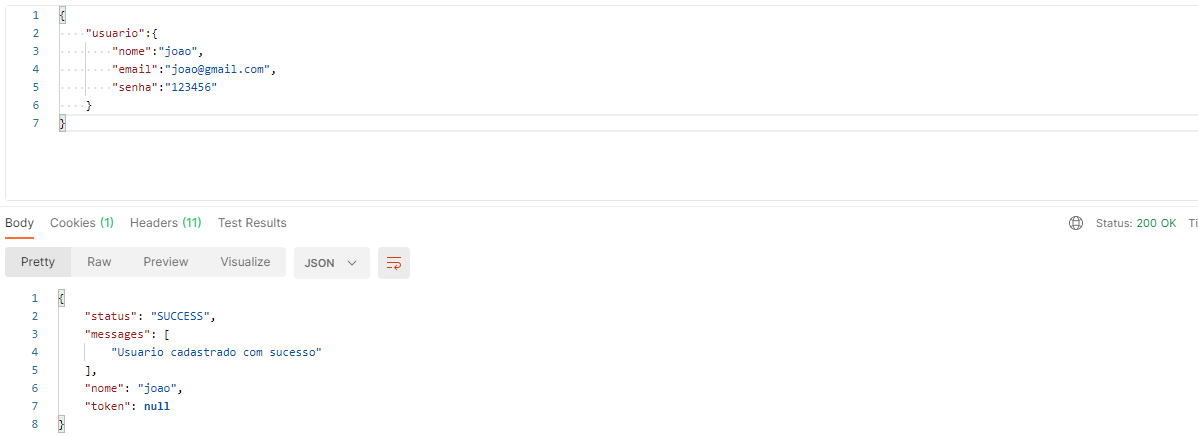 1 {
2 "usuario":{
3 "nome":"joao",
4 "email":"joao@gmail.com",
5 "senha":"123456"
6 }
7 }
Body Cookies (1) Headers (11) Test Results Status: 200 OK Ti
Pretty Raw Preview Visualize JSON
1 {
2 "status": "SUCCESS",
3 "messages": [
4 "Usuario cadastrado com sucesso"
5 ],
6 "nome": "joao",
7 "token": null
8 }